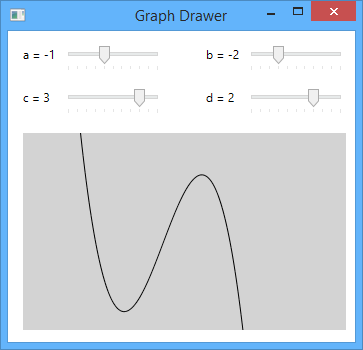 Graph Drawer
a = -1
b = -2
c = 3
d = 2